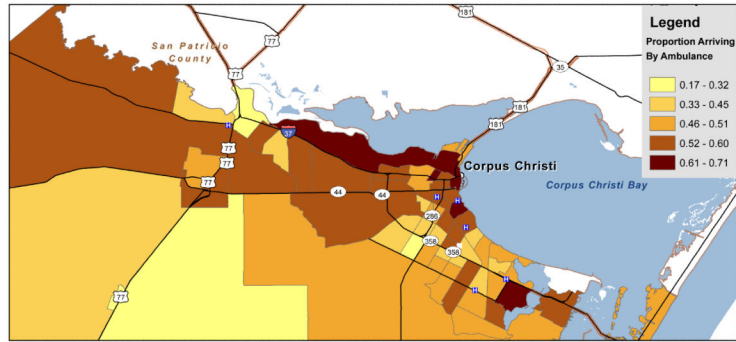 Legend
Proportion Arriving
By Ambulance
0.17 - 0.32
0.33 - 0.45
0.46 - 0.51
0.52 - 0.60
0.61 - 0.71
San Patricio
County
77
77
181
181
35
181
H
37
77
77
77
44
44
Corpus Christi
Corpus Christi Bay
H
H
286
H
358
358
H
H
77